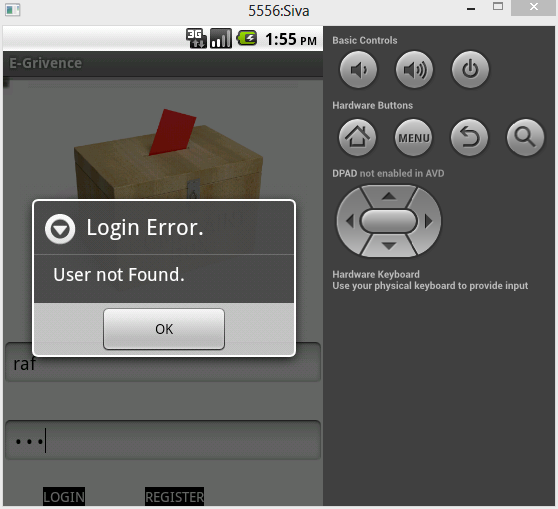 5556:Siva
3G
1:55 PM
E-Grivence
Login Error.
User not Found.
OK
raf
•••
LOGIN REGISTER
Basic Controls
Hardware Buttons
MENU
DPAD not enabled in AVD
Hardware Keyboard
Use your physical keyboard to provide input